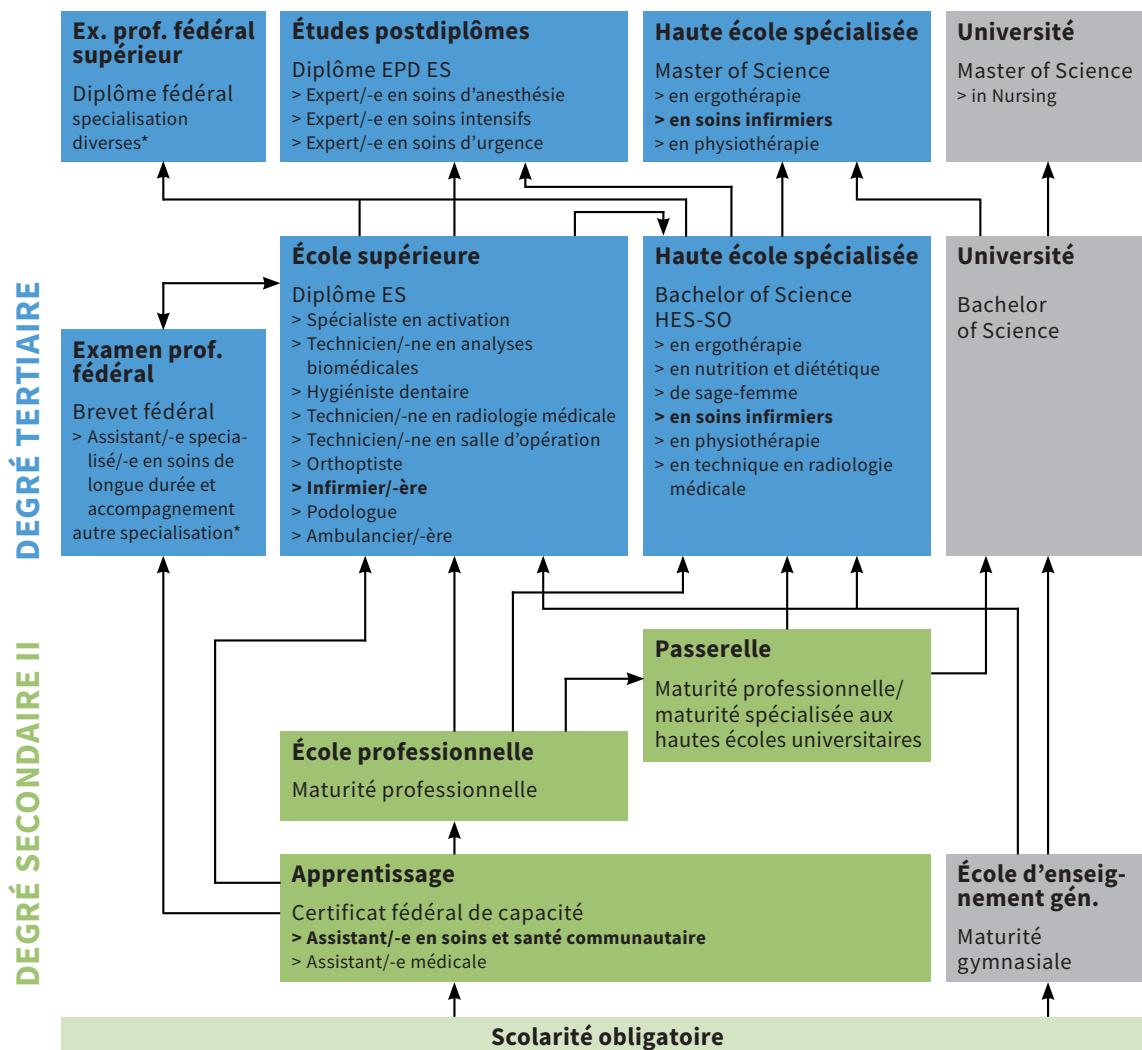 Ex. prof. fédéral
supérieur
Diplôme fédéral
specialisation
diverses*
Études postdiplômes
Diplôme EPD ES
> Expert/-e en soins d’anesthésie
> Expert/-e en soins intensifs
> Expert/-e en soins d’urgence
Haute école spécialisée
Master of Science
> en ergothérapie
> en soins infirmiers
> en physiothérapie
Université
Master of Science
> in Nursing
DEGRÉ TERTIAIRE
Examen prof.
fédéral
Brevet fédéral
> Assistant/-e specia-
lisé/-e en soins de
longue durée et
accompagnement
autre specialisation*
École supérieure
Diplôme ES
> Spécialiste en activation
> Technicien/-ne en analyses
biomédicales
> Hygiéniste dentaire
> Technicien/-ne en radiologie médicale
> Technicien/-ne en salle d’opération
> Orthoptiste
> Infirmier/-ère
> Podologue
> Ambulancier/-ère
Haute école spécialisée
Bachelor of Science
HES-SO
> en ergothérapie
> en nutrition et diététique
> de sage-femme
> en soins infirmiers
> en physiothérapie
> en technique en radiologie
médicale
Université
Bachelor
of Science
DEGRÉ SECONDAIRE II
Passerelle
Maturité professionnelle/
maturité spécialisée aux
hautes écoles universitaires
École professionnelle
Maturité professionnelle
Apprentissage
Certificat fédéral de capacité
> Assistant/-e en soins et santé communautaire
> Assistant/-e médicale
École d’enseig-
nement gén.
Maturité
gymnasiale
Scolarité obligatoire